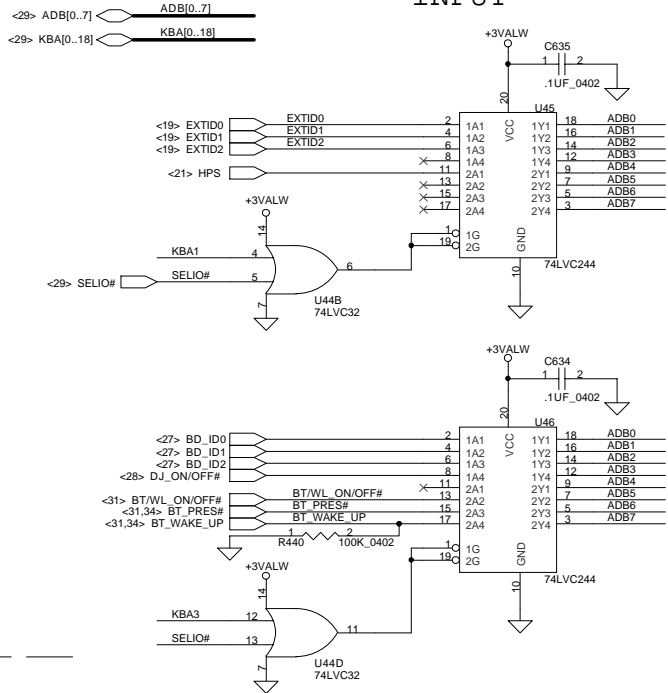 INPUT
<29> ADB[0..7] ADB[0..7]
<29> KBA[0..18] KBA[0..18]
+3VALW
C635
1 2
.1UF_0402
20
U45
<19> EXTID0 EXTID0 2 1A1 VCC 1Y1 18 ADB0
<19> EXTID1 EXTID1 4 1A2 1Y2 16 ADB1
<19> EXTID2 EXTID2 6 1A3 1Y3 14 ADB2
8 1A4 1Y4 12 ADB3
<21> HPS 11 2A1 2Y1 9 ADB4
13 2A2 2Y2 7 ADB5
15 2A3 2Y3 5 ADB6
17 2A4 2Y4 3 ADB7
+3VALW
14
1 1G
19 2G GND
KBA1 4
6
<29> SELIO# SELIO# 5
10
74LVC244
7
U44B
74LVC32
+3VALW
C634
1 2
.1UF_0402
20
U46
<27> BD_ID0 2 1A1 VCC 1Y1 18 ADB0
<27> BD_ID1 4 1A2 1Y2 16 ADB1
<27> BD_ID2 6 1A3 1Y3 14 ADB2
<28> DJ_ON/OFF# 8 1A4 1Y4 12 ADB3
11 2A1 2Y1 9 ADB4
<31> BT/WL_ON/OFF# BT/WL_ON/OFF# 13 2A2 2Y2 7 ADB5
<31,34> BT_PRES# BT_PRES# 15 2A3 2Y3 5 ADB6
<31,34> BT_WAKE_UP BT_WAKE_UP 17 2A4 2Y4 3 ADB7
1 2
R440 100K_0402
1 1G
19 2G GND
+3VALW
14
10
74LVC244
KBA3 12
11
SELIO# 13
7
U44D
74LVC32